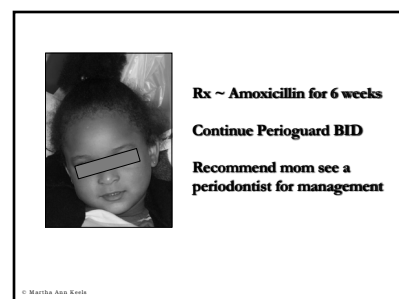 Rx ~ Amoxicillin for 6 weeks
Continue Perioguard BID
Recommend mom see a
periodontist for management
© Martha Ann Keels